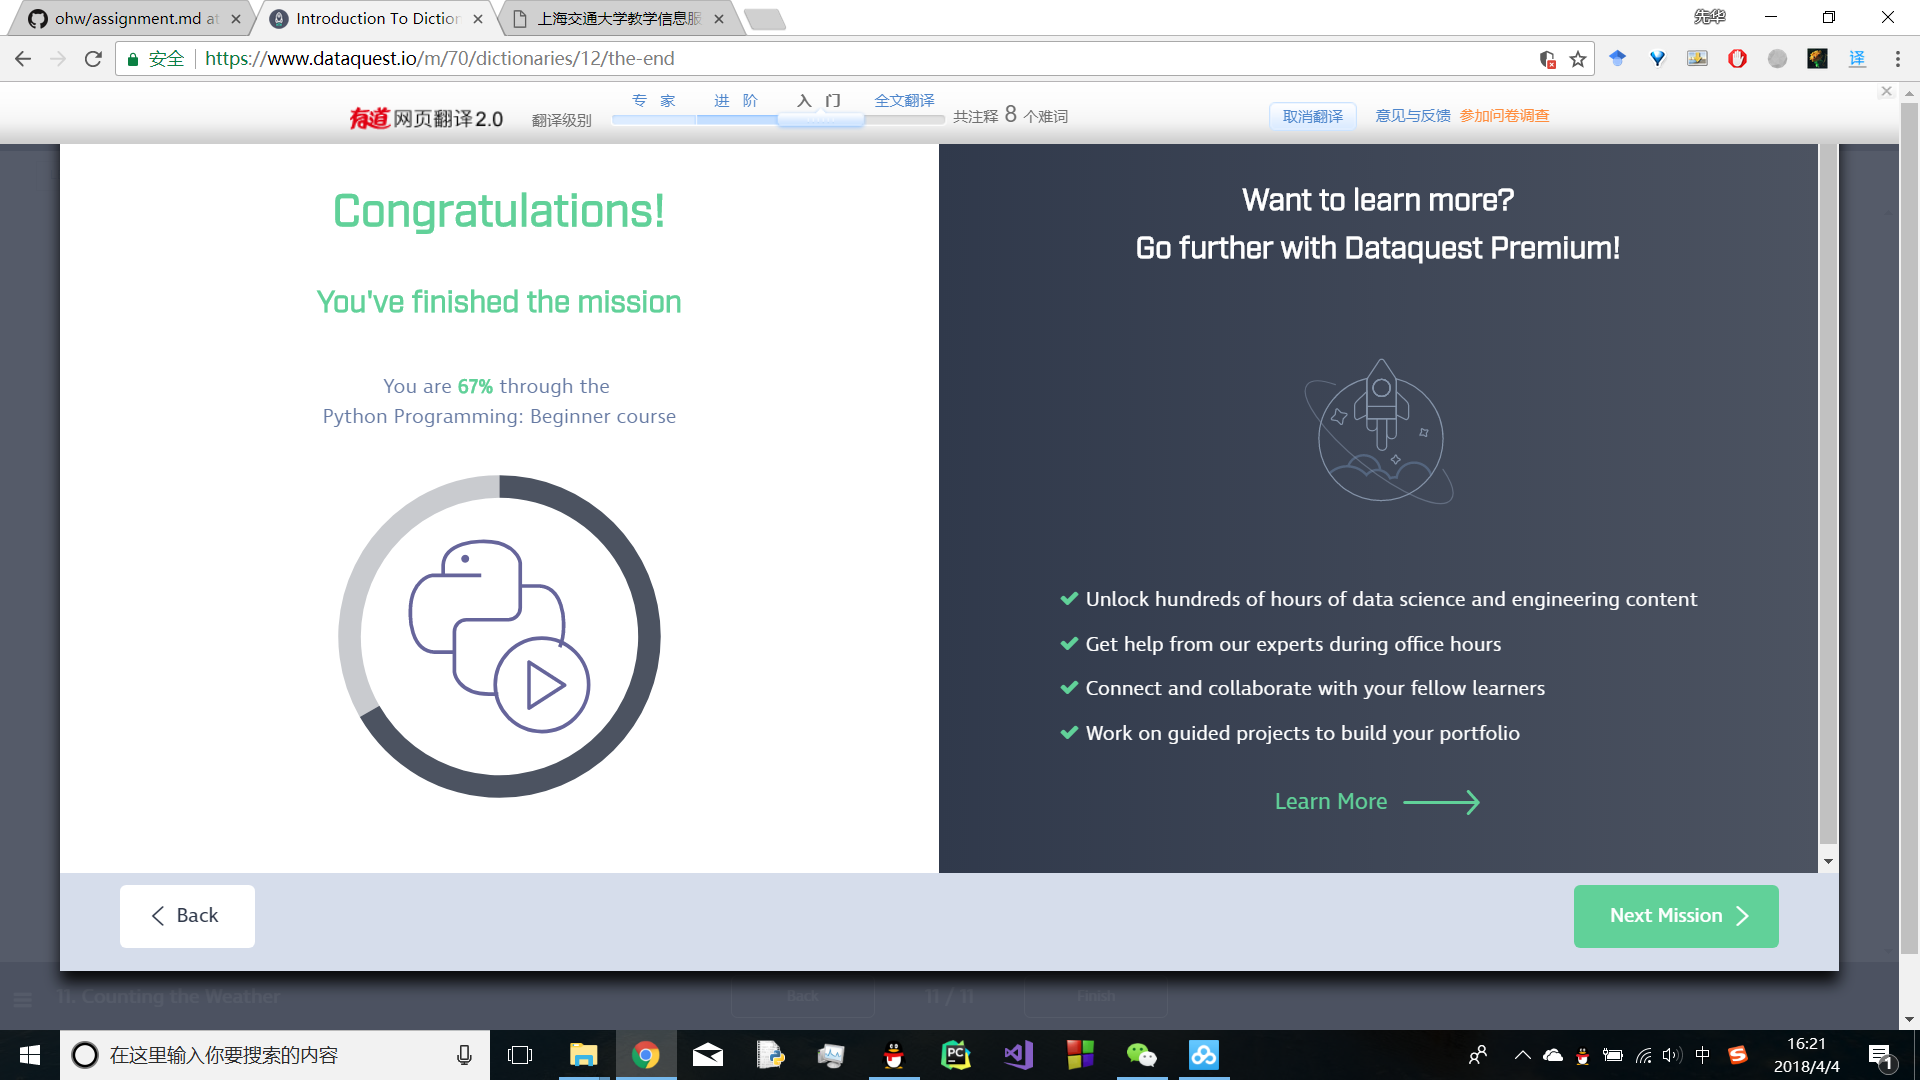 ohw/assignment.md at
Introduction To Diction
上海交通大学教学信息服
先华
安全
https://www.dataquest.io/m/70/dictionaries/12/the-end
译
有道网页翻译2.0
翻译级别
专 家
进 阶
入 门
全文翻译
共注释 8 个难词
取消翻译
意见与反馈
参加问卷调查
Congratulations!
You've finished the mission
You are 67% through the
Python Programming: Beginner course
Want to learn more?
Go further with Dataquest Premium!
Unlock hundreds of hours of data science and engineering content
Get help from our experts during office hours
Connect and collaborate with your fellow learners
Work on guided projects to build your portfolio
Learn More
Back
Next Mission
11. Counting the Weather
Back
11 / 11
Finish
在这里输入你要搜索的内容
PC
中
S
16:21
2018/4/4
1